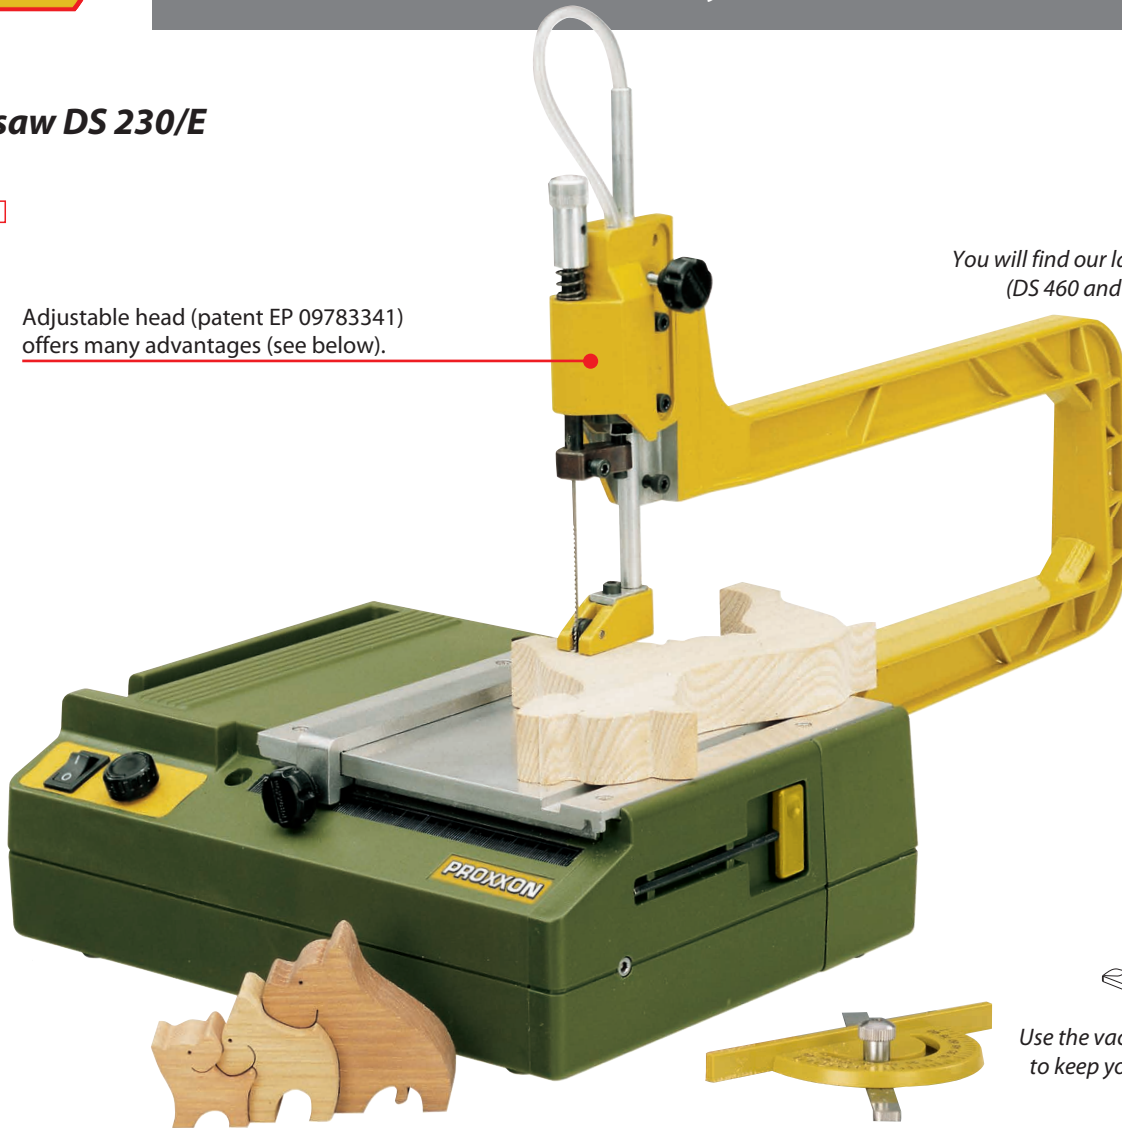 saw DS 230/E
You will find our
(DS 460 and
Adjustable head (patent EP 09783341)
offers many advantages (see below).
PROXXON
Use the
to keep